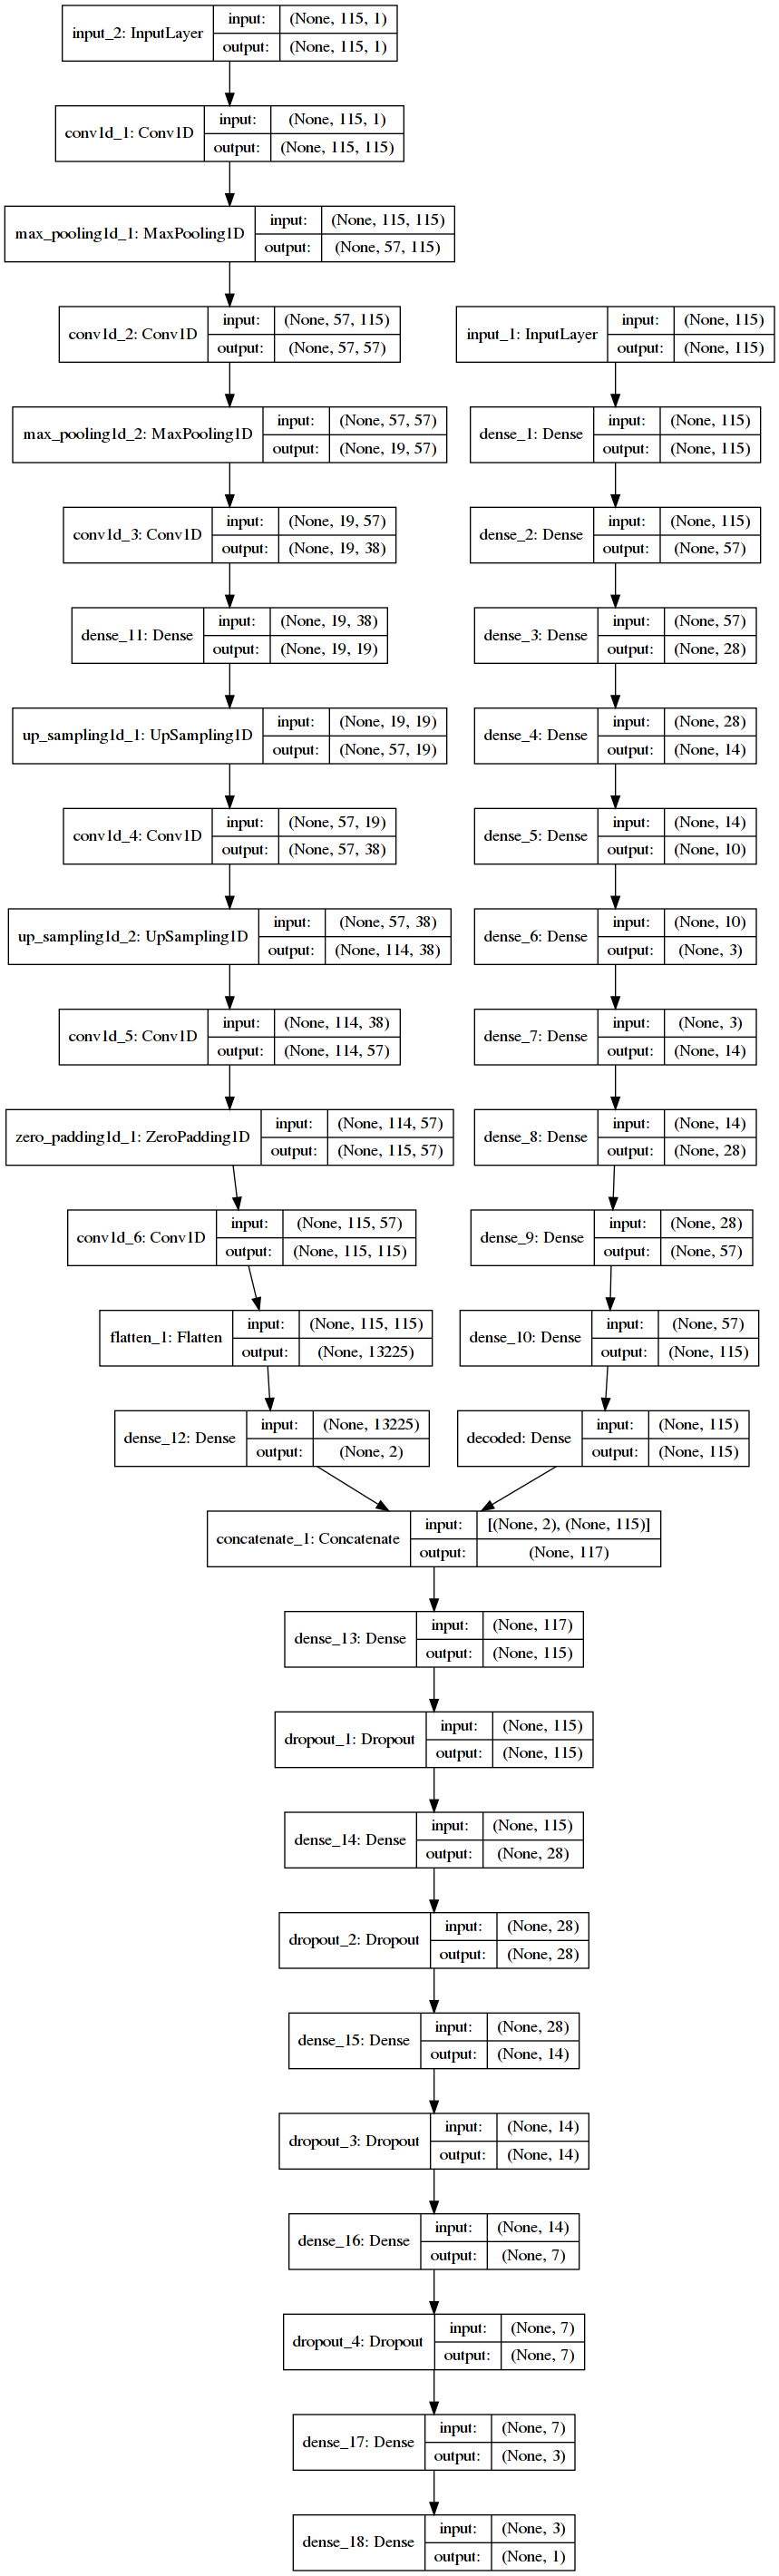 input_2: InputLayer
input: (None, 115, 1)
output: (None, 115, 1)
conv1d_1: Conv1D
input: (None, 115, 1)
output: (None, 115, 115)
max_pooling1d_1: MaxPooling1D
input: (None, 115, 115)
output: (None, 57, 115)
conv1d_2: Conv1D
input: (None, 57, 115)
output: (None, 57, 57)
max_pooling1d_2: MaxPooling1D
input: (None, 57, 57)
output: (None, 19, 57)
conv1d_3: Conv1D
input: (None, 19, 57)
output: (None, 19, 38)
dense_11: Dense
input: (None, 19, 38)
output: (None, 19, 19)
up_sampling1d_1: UpSampling1D
input: (None, 19, 19)
output: (None, 57, 19)
conv1d_4: Conv1D
input: (None, 57, 19)
output: (None, 57, 38)
up_sampling1d_2: UpSampling1D
input: (None, 57, 38)
output: (None, 114, 38)
conv1d_5: Conv1D
input: (None, 114, 38)
output: (None, 114, 57)
zero_padding1d_1: ZeroPadding1D
input: (None, 114, 57)
output: (None, 115, 57)
conv1d_6: Conv1D
input: (None, 115, 57)
output: (None, 115, 115)
flatten_1: Flatten
input: (None, 115, 115)
output: (None, 13225)
dense_12: Dense
input: (None, 13225)
output: (None, 2)
input_1: InputLayer
input: (None, 115)
output: (None, 115)
dense_1: Dense
input: (None, 115)
output: (None, 115)
dense_2: Dense
input: (None, 115)
output: (None, 57)
dense_3: Dense
input: (None, 57)
output: (None, 28)
dense_4: Dense
input: (None, 28)
output: (None, 14)
dense_5: Dense
input: (None, 14)
output: (None, 10)
dense_6: Dense
input: (None, 10)
output: (None, 3)
dense_7: Dense
input: (None, 3)
output: (None, 14)
dense_8: Dense
input: (None, 14)
output: (None, 28)
dense_9: Dense
input: (None, 28)
output: (None, 57)
dense_10: Dense
input: (None, 57)
output: (None, 115)
decoded: Dense
input: (None, 115)
output: (None, 115)
concatenate_1: Concatenate
input: [(None, 2), (None, 115)]
output: (None, 117)
dense_13: Dense
input: (None, 117)
output: (None, 115)
dropout_1: Dropout
input: (None, 115)
output: (None, 115)
dense_14: Dense
input: (None, 115)
output: (None, 28)
dropout_2: Dropout
input: (None, 28)
output: (None, 28)
dense_15: Dense
input: (None, 28)
output: (None, 14)
dropout_3: Dropout
input: (None, 14)
output: (None, 14)
dense_16: Dense
input: (None, 14)
output: (None, 7)
dropout_4: Dropout
input: (None, 7)
output: (None, 7)
dense_17: Dense
input: (None, 7)
output: (None, 3)
dense_18: Dense
input: (None, 3)
output: (None, 1)